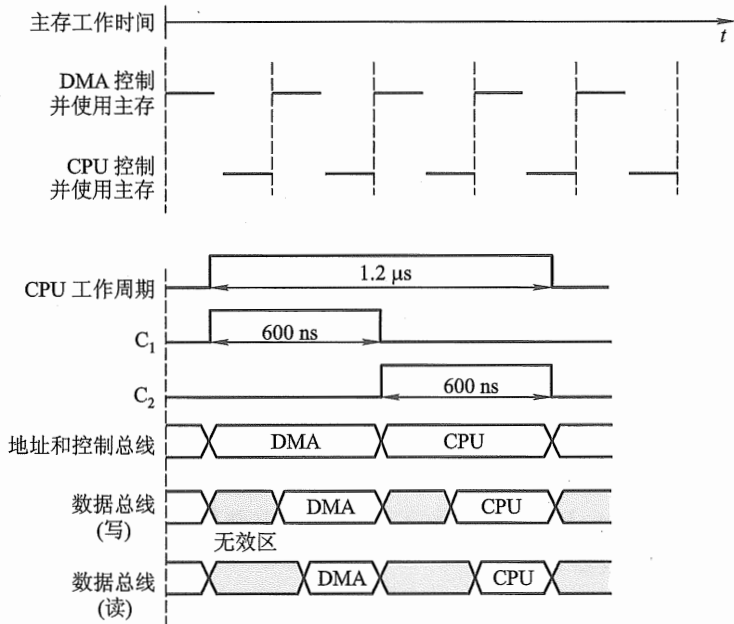 主存工作时间
t
DMA 控制
并使用主存
CPU 控制
并使用主存
CPU 工作周期
1.2 μs
C₁
600 ns
C₂
600 ns
地址和控制总线
DMA
CPU
数据总线
(写)
DMA
CPU
无效区
数据总线
(读)
DMA
CPU